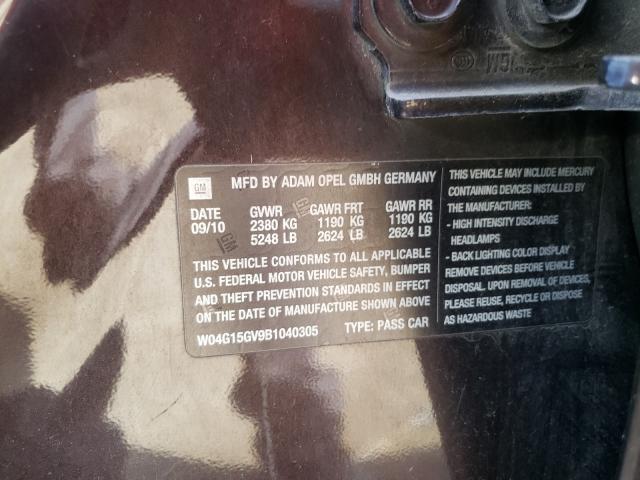 GM
MFD BY ADAM OPEL GMBH GERMANY
DATE GVWR GAWR FRT GAWR RR
09/10 2380 KG 1190 KG 1190 KG
5248 LB 2624 LB 2624 LB
THIS VEHICLE CONFORMS TO ALL APPLICABLE
U.S. FEDERAL MOTOR VEHICLE SAFETY, BUMPER
AND THEFT PREVENTION STANDARDS IN EFFECT
ON THE DATE OF MANUFACTURE SHOWN ABOVE
W04G15GV9B1040305 TYPE: PASS CAR
THIS VEHICLE MAY INCLUDE MERCURY
CONTAINING DEVICES INSTALLED BY
THE MANUFACTURER:
- HIGH INTENSITY DISCHARGE
HEADLAMPS
- BACK LIGHTING COLOR DISPLAY
REMOVE DEVICES BEFORE VEHICLE
DISPOSAL. UPON REMOVAL OF DEVICES,
PLEASE REUSE, RECYCLE OR DISPOSE
AS HAZARDOUS WASTE